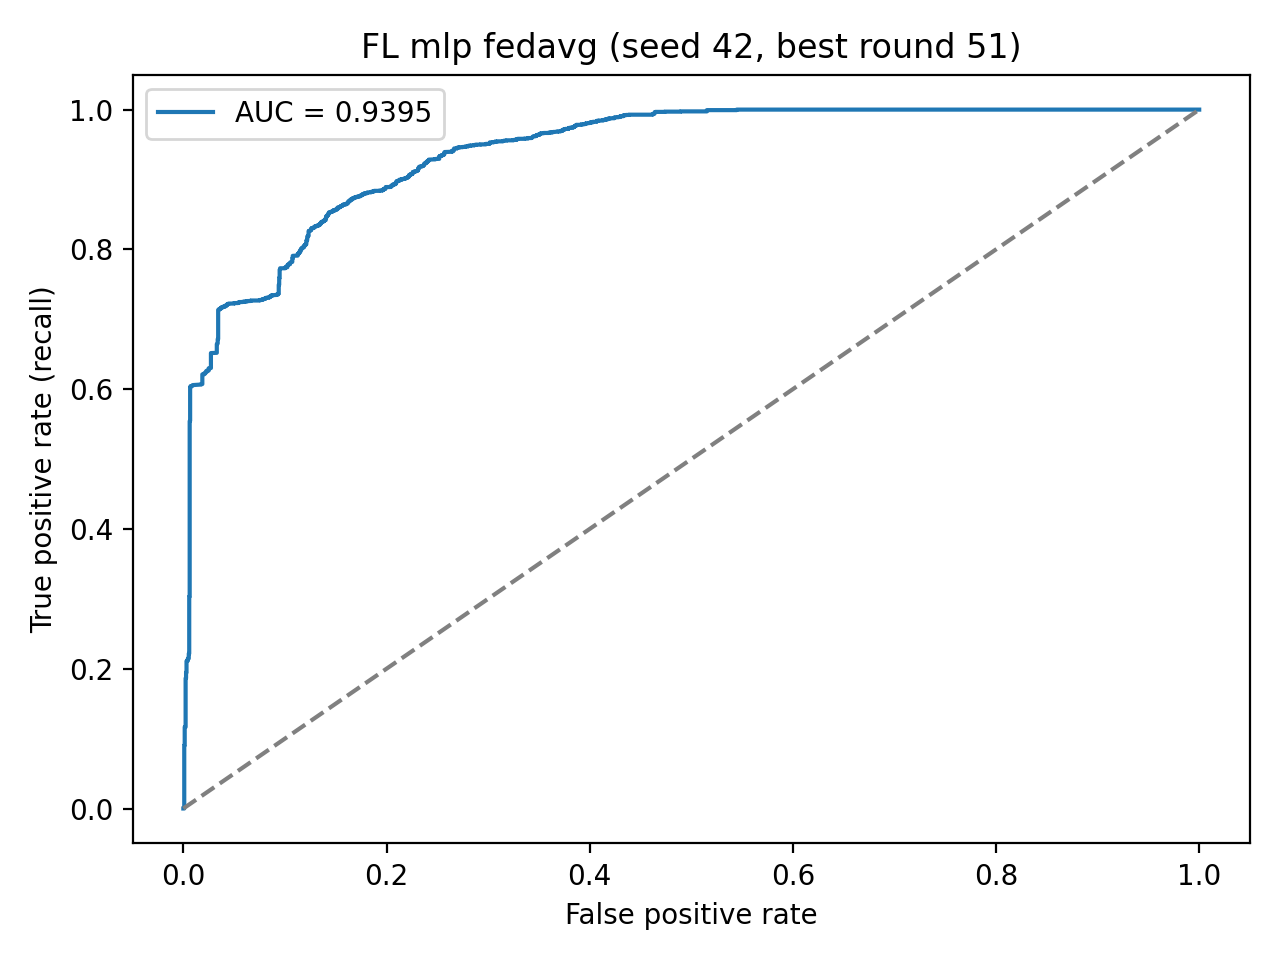 FL mlp fedavg (seed 42, best round 51)
AUC = 0.9395
1.0
0.8
0.6
0.4
0.2
0.0
True positive rate (recall)
0.0 0.2 0.4 0.6 0.8 1.0
False positive rate